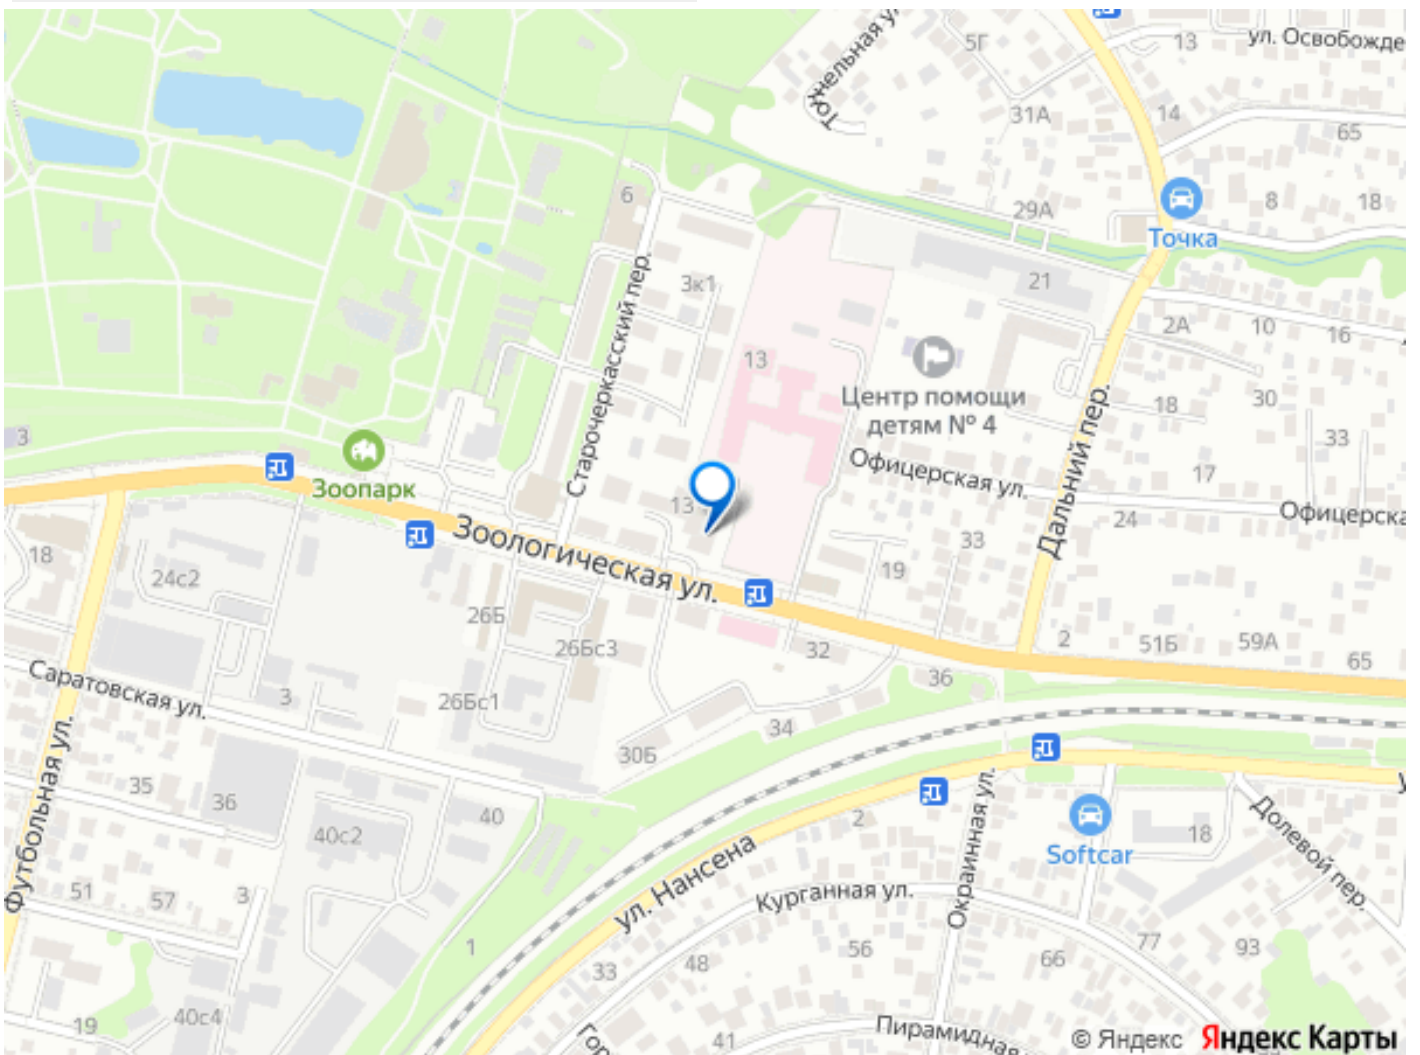 5Г
13
ул. Освобожде
Тоннельная ул.
31А
14
65
6
29А
8
18
Точка
3к1
21
2А
10
16
13
Центр помощи
детям № 4
18
30
3
33
Зоопарк
Старочеркасский пер.
Офицерская ул.
17
Дальний пер.
13
24
Офицерска
Зоологическая ул.
18
24с2
33
19
26Б
26Бс3
32
2
51Б
59А
65
Саратовская ул.
3
26Бс1
36
34
30Б
Футбольная ул.
35
36
40
40с2
2
Окраинная ул.
Softcar
18
Долевой пер.
51
57
3
ул. Нансена
Курганная ул.
1
56
77
93
33
48
66
19
40с4
Гор
41
Пирамидная
© Яндекс Яндекс Карты